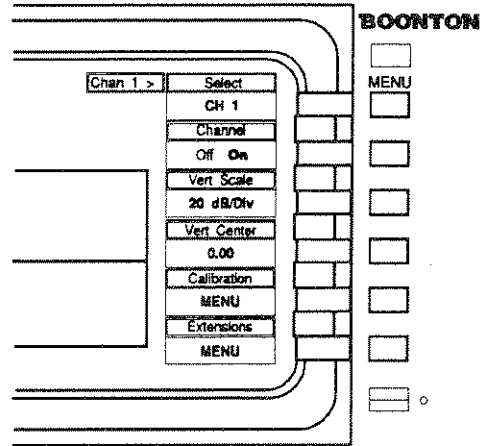 BOONTON
MENU
Chan 1 >
Select
CH 1
Channel
Off On
Vert Scale
20 dB/Div
Vert Center
0.00
Calibration
MENU
Extensions
MENU